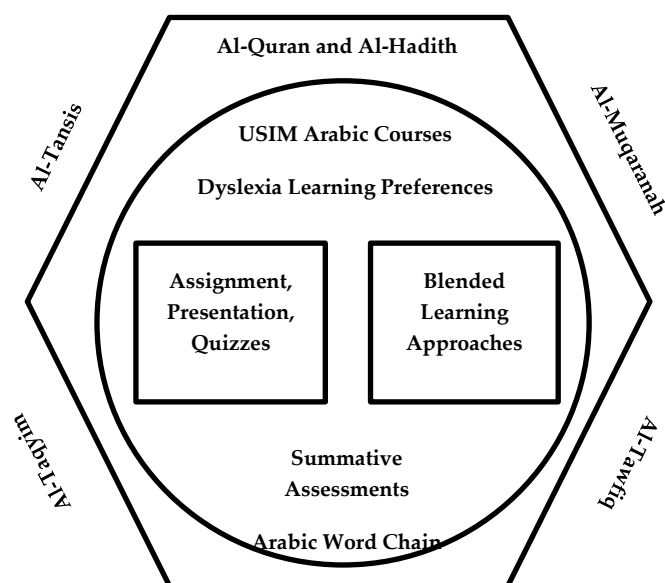 Al-Quran and Al-Hadith
Al-Tansis
Al-Muqaranah
USIM Arabic Courses
Dyslexia Learning Preferences
Assignment,
Presentation,
Quizzes
Blended
Learning
Approaches
Al-Taqyim
Al-Tawfiq
Summative
Assessments
Arabic Word Chain